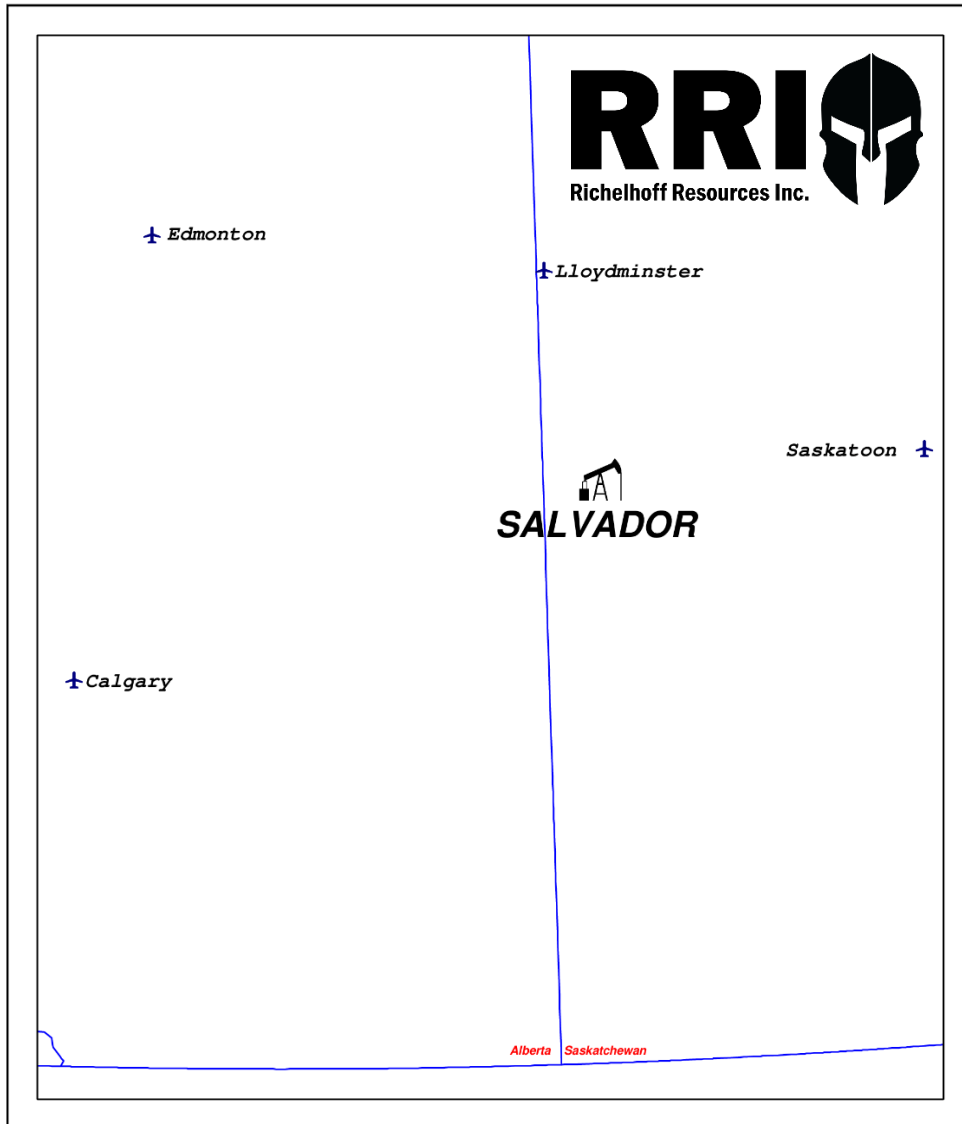 RRI
Richelhoff Resources Inc.
Edmonton
Lloydminster
Saskatoon
SALVADOR
Calgary
Alberta
Saskatchewan